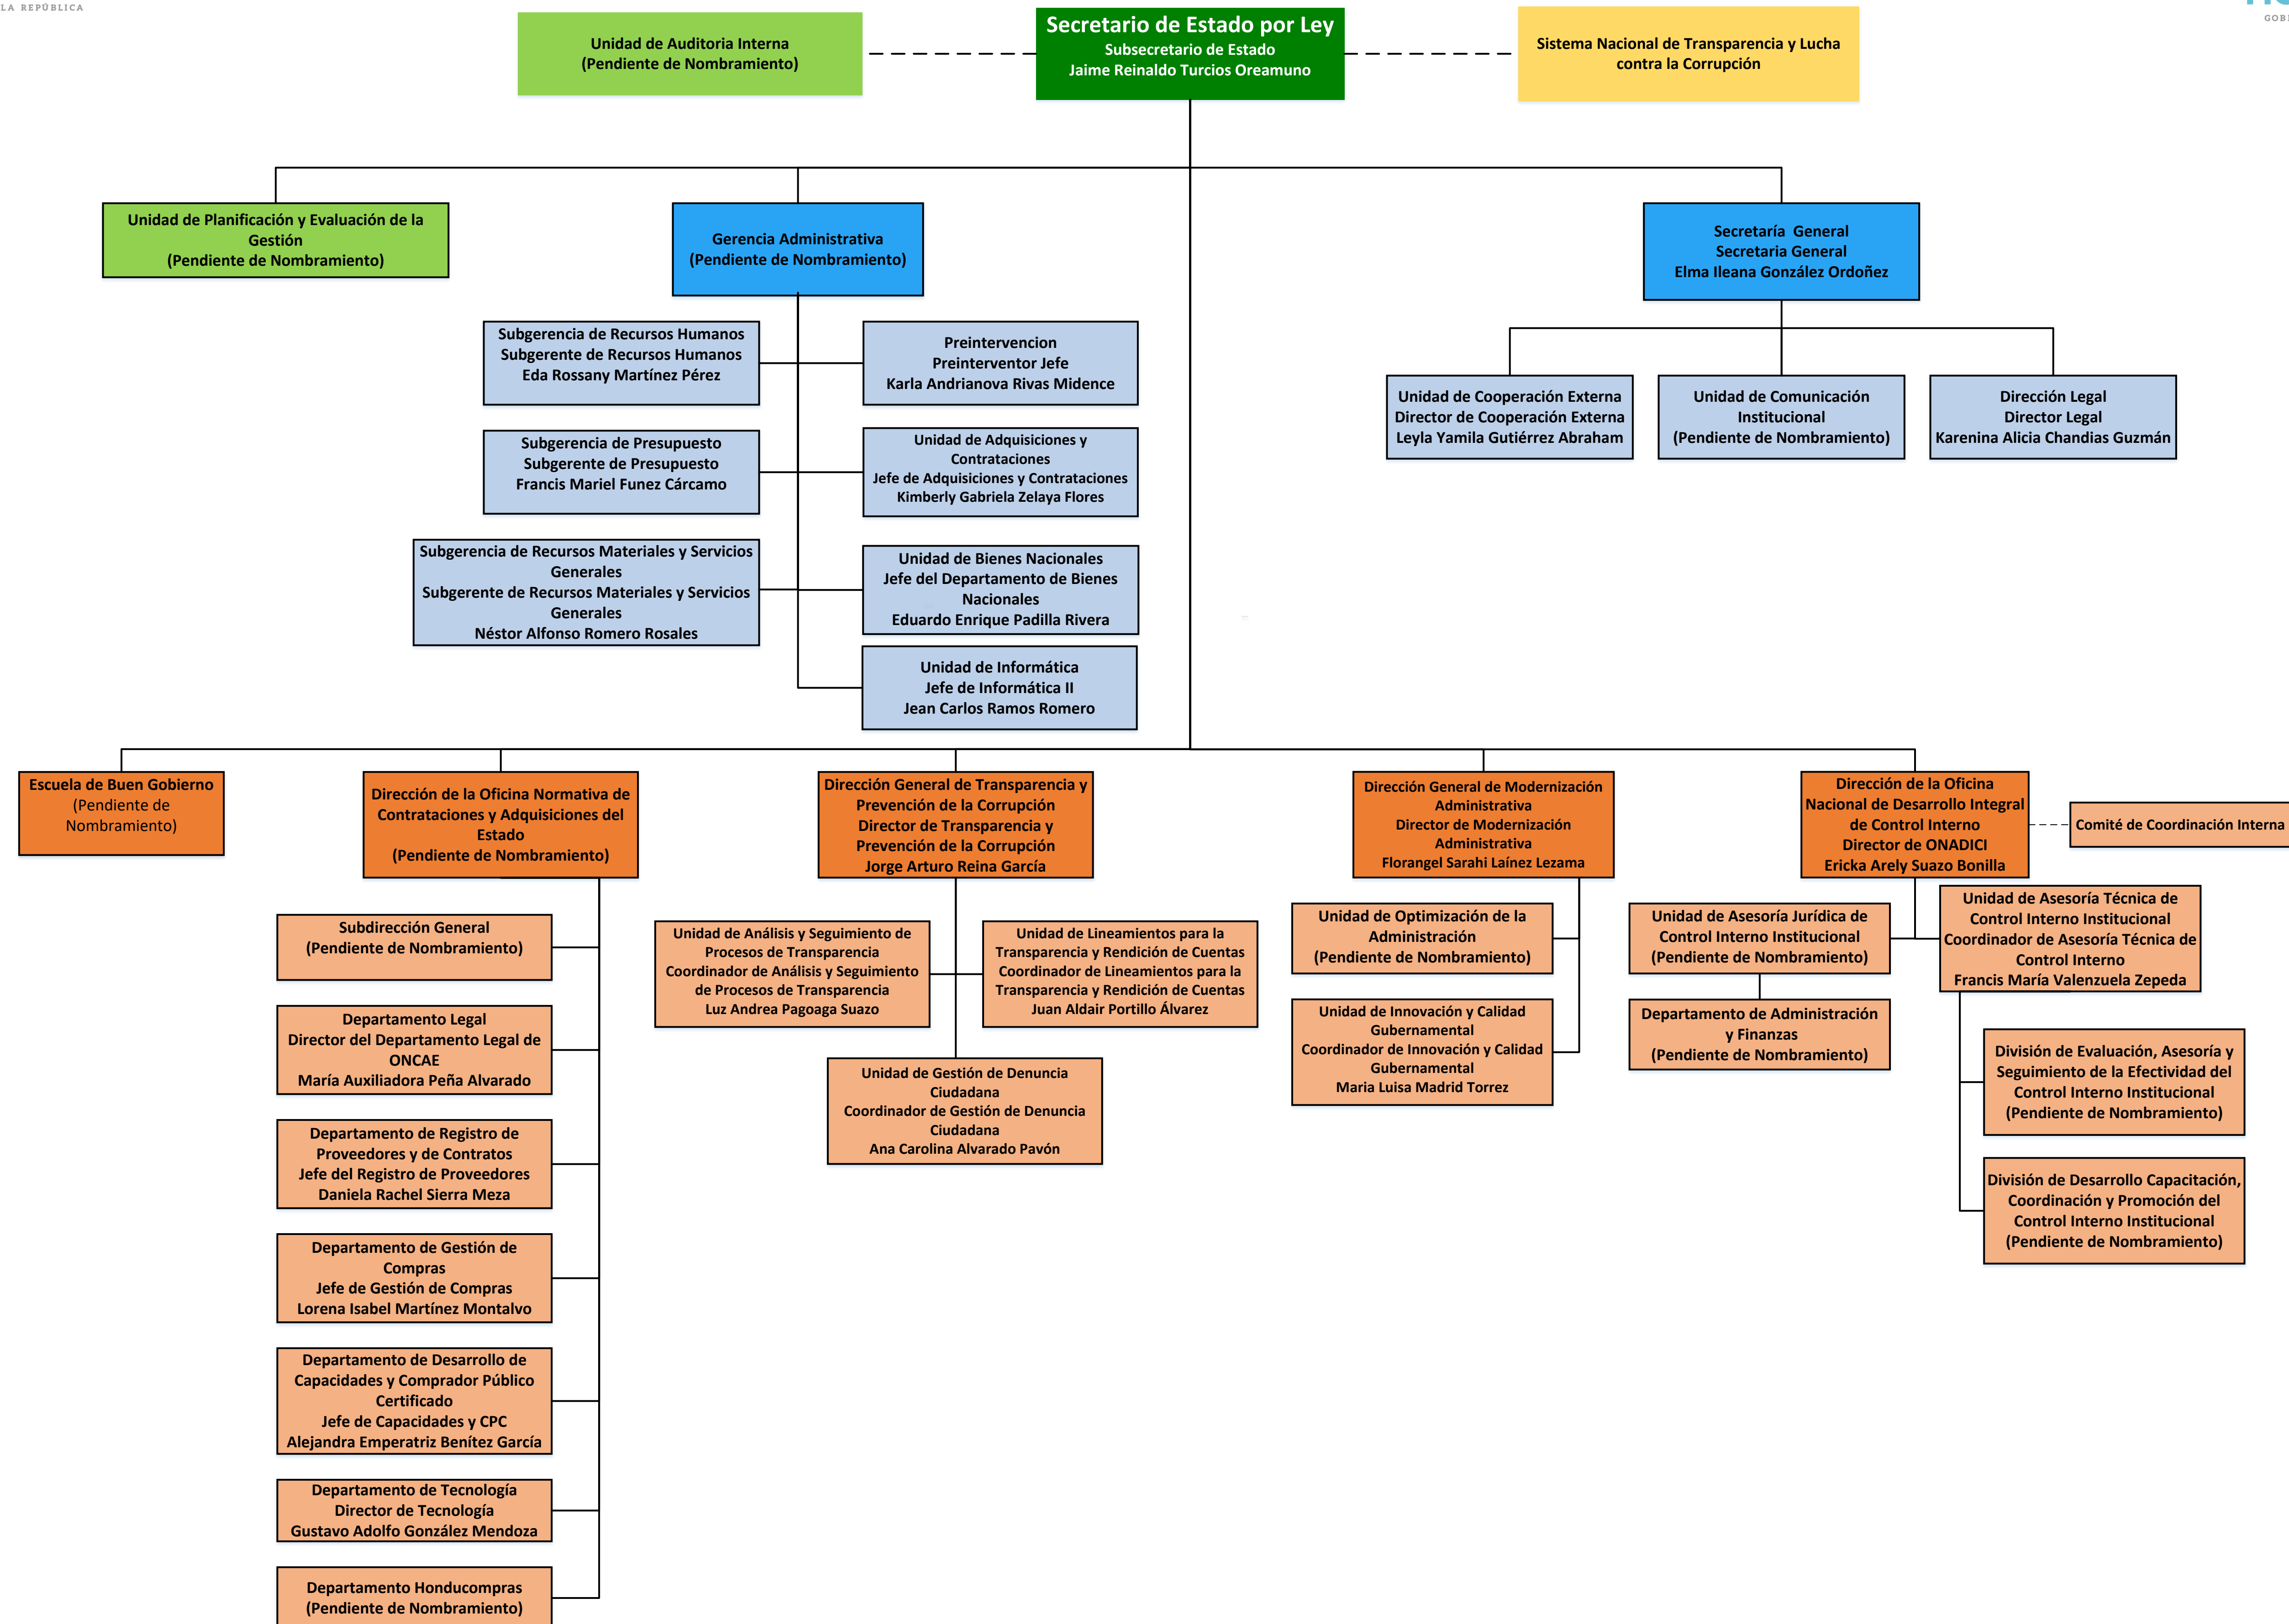 LA REPÚBLICA
GOBI
Unidad de Auditoria Interna
(Pendiente de Nombramiento)
Secretario de Estado por Ley
Subsecretario de Estado
Jaime Reinaldo Turcios Oreamuno
Sistema Nacional de Transparencia y Lucha
contra la Corrupción
Unidad de Planificación y Evaluación de la
Gestión
(Pendiente de Nombramiento)
Gerencia Administrativa
(Pendiente de Nombramiento)
Secretaría General
Secretaria General
Elma Ileana González Ordoñez
Subgerencia de Recursos Humanos
Subgerente de Recursos Humanos
Eda Rossany Martínez Pérez
Preintervencion
Preinterventor Jefe
Karla Andrianova Rivas Midence
Unidad de Cooperación Externa
Director de Cooperación Externa
Leyla Yamila Gutiérrez Abraham
Unidad de Comunicación
Institucional
(Pendiente de Nombramiento)
Dirección Legal
Director Legal
Karenina Alicia Chandias Guzmán
Subgerencia de Presupuesto
Subgerente de Presupuesto
Francis Mariel Funez Cárcamo
Unidad de Adquisiciones y
Contrataciones
Jefe de Adquisiciones y Contrataciones
Kimberly Gabriela Zelaya Flores
Subgerencia de Recursos Materiales y Servicios
Generales
Subgerente de Recursos Materiales y Servicios
Generales
Néstor Alfonso Romero Rosales
Unidad de Bienes Nacionales
Jefe del Departamento de Bienes
Nacionales
Eduardo Enrique Padilla Rivera
Unidad de Informática
Jefe de Informática II
Jean Carlos Ramos Romero
Escuela de Buen Gobierno
(Pendiente de
Nombramiento)
Dirección de la Oficina Normativa de
Contrataciones y Adquisiciones del
Estado
(Pendiente de Nombramiento)
Dirección General de Transparencia y
Prevención de la Corrupción
Director de Transparencia y
Prevención de la Corrupción
Jorge Arturo Reina García
Dirección General de Modernización
Administrativa
Director de Modernización
Administrativa
Florangel Sarahi Laínez Lezama
Dirección de la Oficina
Nacional de Desarrollo Integral
de Control Interno
Director de ONADICI
Ericka Arely Suazo Bonilla
Comité de Coordinación Interna
Subdirección General
(Pendiente de Nombramiento)
Unidad de Análisis y Seguimiento de
Procesos de Transparencia
Coordinador de Análisis y Seguimiento
de Procesos de Transparencia
Luz Andrea Pagoaga Suazo
Unidad de Lineamientos para la
Transparencia y Rendición de Cuentas
Coordinador de Lineamientos para la
Transparencia y Rendición de Cuentas
Juan Aldair Portillo Álvarez
Unidad de Optimización de la
Administración
(Pendiente de Nombramiento)
Unidad de Asesoría Jurídica de
Control Interno Institucional
(Pendiente de Nombramiento)
Unidad de Asesoría Técnica de
Control Interno Institucional
Coordinador de Asesoría Técnica de
Control Interno
Francis María Valenzuela Zepeda
Departamento Legal
Director del Departamento Legal de
ONCAE
María Auxiliadora Peña Alvarado
Unidad de Gestión de Denuncia
Ciudadana
Coordinador de Gestión de Denuncia
Ciudadana
Ana Carolina Alvarado Pavón
Unidad de Innovación y Calidad
Gubernamental
Coordinador de Innovación y Calidad
Gubernamental
Maria Luisa Madrid Torrez
Departamento de Administración
y Finanzas
(Pendiente de Nombramiento)
División de Evaluación, Asesoría y
Seguimiento de la Efectividad del
Control Interno Institucional
(Pendiente de Nombramiento)
Departamento de Registro de
Proveedores y de Contratos
Jefe del Registro de Proveedores
Daniela Rachel Sierra Meza
División de Desarrollo Capacitación,
Coordinación y Promoción del
Control Interno Institucional
(Pendiente de Nombramiento)
Departamento de Gestión de
Compras
Jefe de Gestión de Compras
Lorena Isabel Martínez Montalvo
Departamento de Desarrollo de
Capacidades y Comprador Público
Certificado
Jefe de Capacidades y CPC
Alejandra Emperatriz Benítez García
Departamento de Tecnología
Director de Tecnología
Gustavo Adolfo González Mendoza
Departamento Honducompras
(Pendiente de Nombramiento)